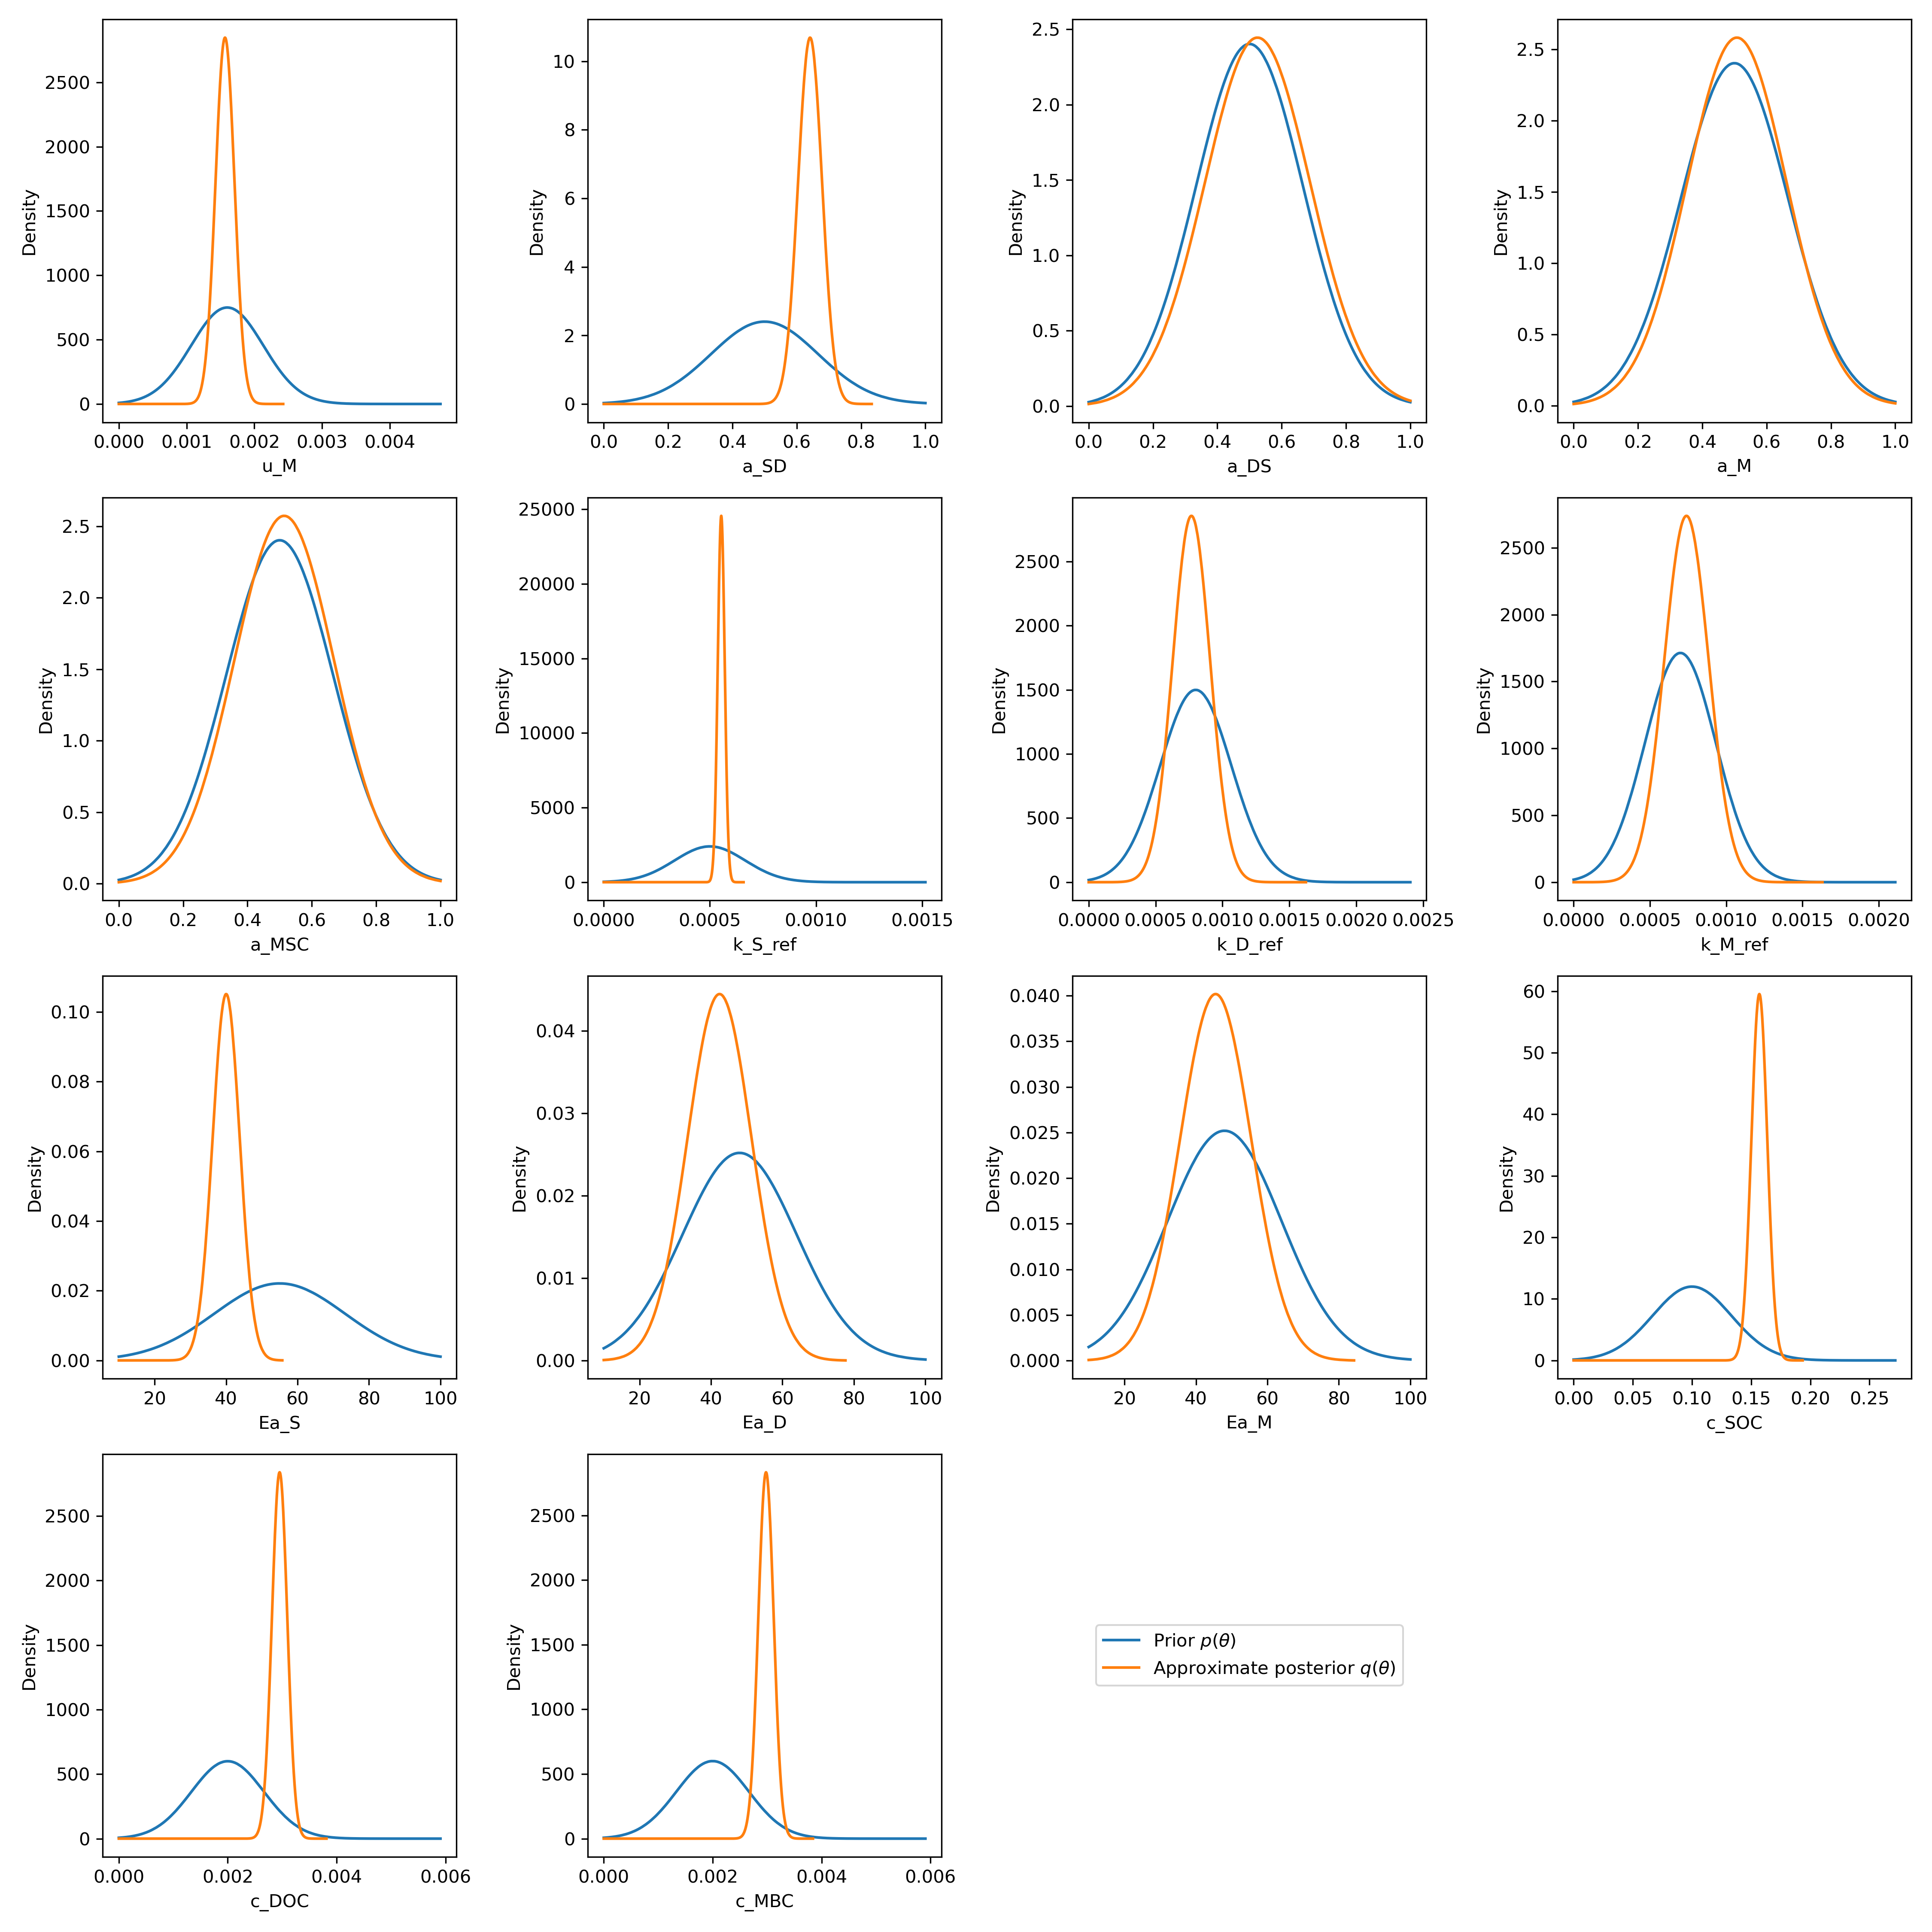 2500
2000
1500
1000
500
0
Density
0.000 0.001 0.002 0.003 0.004
u_M
10
8
6
4
2
0
Density
0.0 0.2 0.4 0.6 0.8 1.0
a_SD
2.5
2.0
1.5
1.0
0.5
0.0
Density
0.0 0.2 0.4 0.6 0.8 1.0
a_DS
2.5
2.0
1.5
1.0
0.5
0.0
Density
0.0 0.2 0.4 0.6 0.8 1.0
a_M
2.5
2.0
1.5
1.0
0.5
0.0
Density
0.0 0.2 0.4 0.6 0.8 1.0
a_MSC
25000
20000
15000
10000
5000
0
Density
0.0000 0.0005 0.0010 0.0015
k_S_ref
2500
2000
1500
1000
500
0
Density
0.0000 0.0005 0.0010 0.0015 0.0020 0.0025
k_D_ref
2500
2000
1500
1000
500
0
Density
0.0000 0.0005 0.0010 0.0015 0.0020
k_M_ref
0.10
0.08
0.06
0.04
0.02
0.00
Density
20 40 60 80 100
Ea_S
0.04
0.03
0.02
0.01
0.00
Density
20 40 60 80 100
Ea_D
0.040
0.035
0.030
0.025
0.020
0.015
0.010
0.005
0.000
Density
20 40 60 80 100
Ea_M
60
50
40
30
20
10
0
Density
0.00 0.05 0.10 0.15 0.20 0.25
c_SOC
2500
2000
1500
1000
500
0
Density
0.000 0.002 0.004 0.006
c_DOC
2500
2000
1500
1000
500
0
Density
0.000 0.002 0.004 0.006
c_MBC
Prior p(θ)
Approximate posterior q(θ)